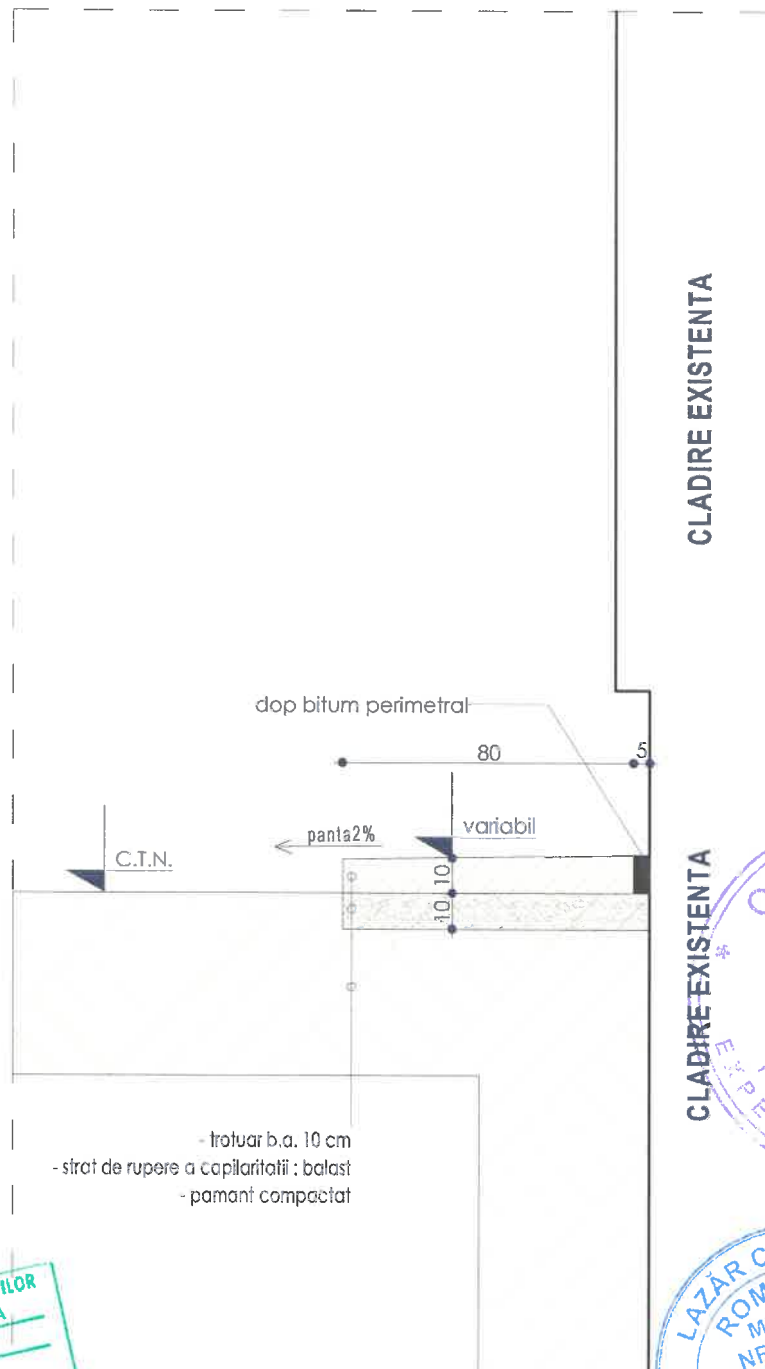 CLADIRE EXISTENTA
dop bitum perimetral
80
5
panta2%
variabil
C.T.N.
10
10
CLADIRE EXISTENTA
- trotuar b.a. 10 cm
- strat de rupere a capilaritatii : balast
- pamant compactat
LAZĂR